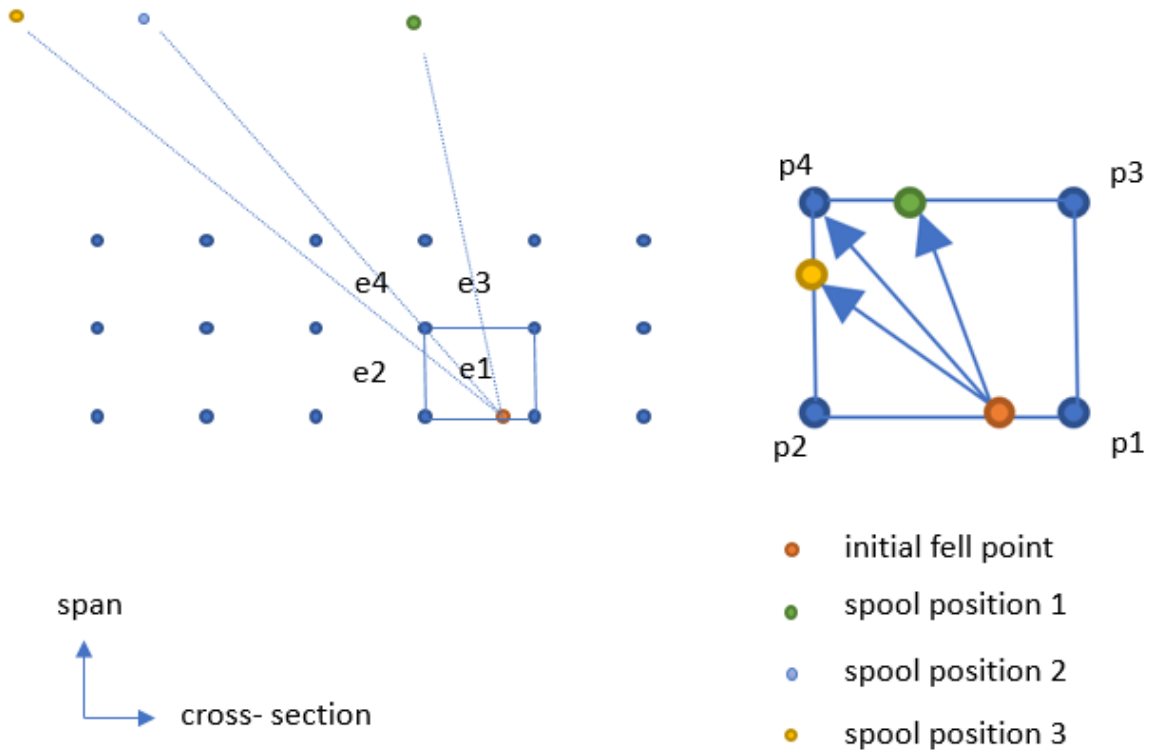 p4
p3
e4 e3
e2 e1
p2
p1
initial fell point
span
spool position 1
spool position 2
cross- section
spool position 3